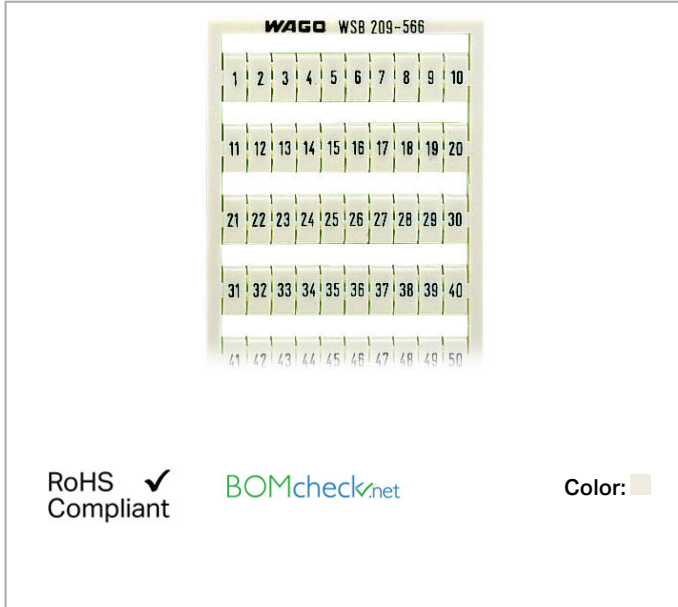 WAGO WSB 209-566
1 2 3 4 5 6 7 8 9 10
11 12 13 14 15 16 17 18 19 20
21 22 23 24 25 26 27 28 29 30
31 32 33 34 35 36 37 38 39 40
41 42 43 44 45 46 47 48 49 50
RoHS ✓
Compliant
BOMcheck.net
Color: